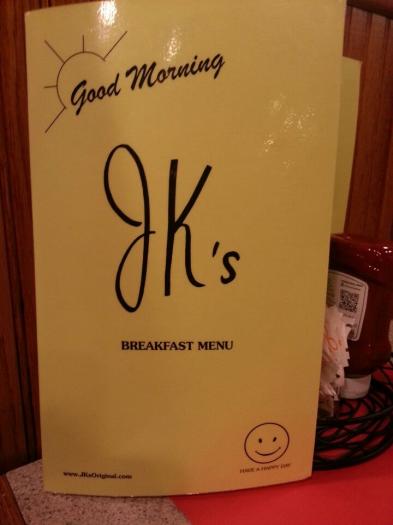 Good Morning
JK's
BREAKFAST MENU
www.JKsOriginal.com
HAVE A HAPPY DAY